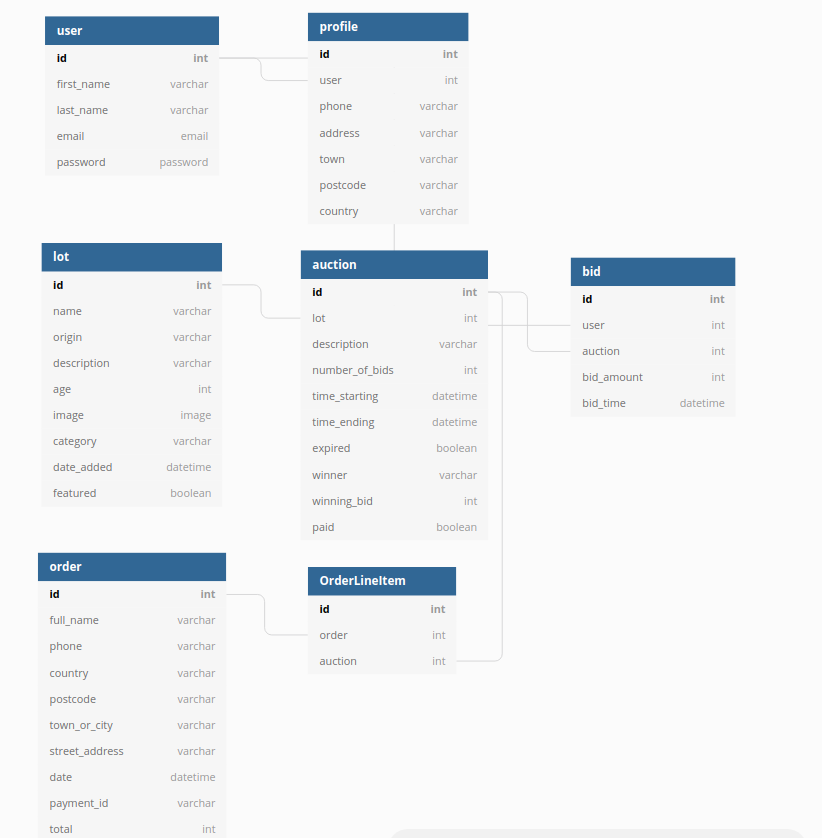 user
id int
first_name varchar
last_name varchar
email email
password password
profile
id int
user int
phone varchar
address varchar
town varchar
postcode varchar
country varchar
lot
id int
name varchar
origin varchar
description varchar
age int
image image
category varchar
date_added datetime
featured boolean
auction
id int
lot int
description varchar
number_of_bids int
time_starting datetime
time_ending datetime
expired boolean
winner varchar
winning_bid int
paid boolean
bid
id int
user int
auction int
bid_amount int
bid_time datetime
order
id int
full_name varchar
phone varchar
country varchar
postcode varchar
town_or_city varchar
street_address varchar
date datetime
payment_id varchar
total int
OrderLineItem
id int
order int
auction int